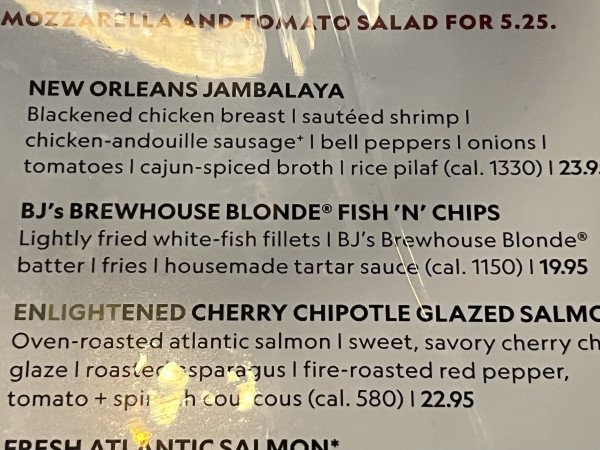 MOZZARELLA AND TOMATO SALAD FOR 5.25.
NEW ORLEANS JAMBALAYA
Blackened chicken breast | sautéed shrimp |
chicken-andouille sausage⁺ | bell peppers | onions |
tomatoes | cajun-spiced broth | rice pilaf (cal. 1330) | 23.9
BJ's BREWHOUSE BLONDE® FISH 'N' CHIPS
Lightly fried white-fish fillets | BJ's Brewhouse Blonde®
batter | fries | housemade tartar sauce (cal. 1150) | 19.95
ENLIGHTENED CHERRY CHIPOTLE GLAZED SALMO
Oven-roasted atlantic salmon | sweet, savory cherry ch
glaze | roasted asparagus | fire-roasted red pepper,
tomato + couscous (cal. 580) | 22.95
FRESH ATLANTIC SALMON*